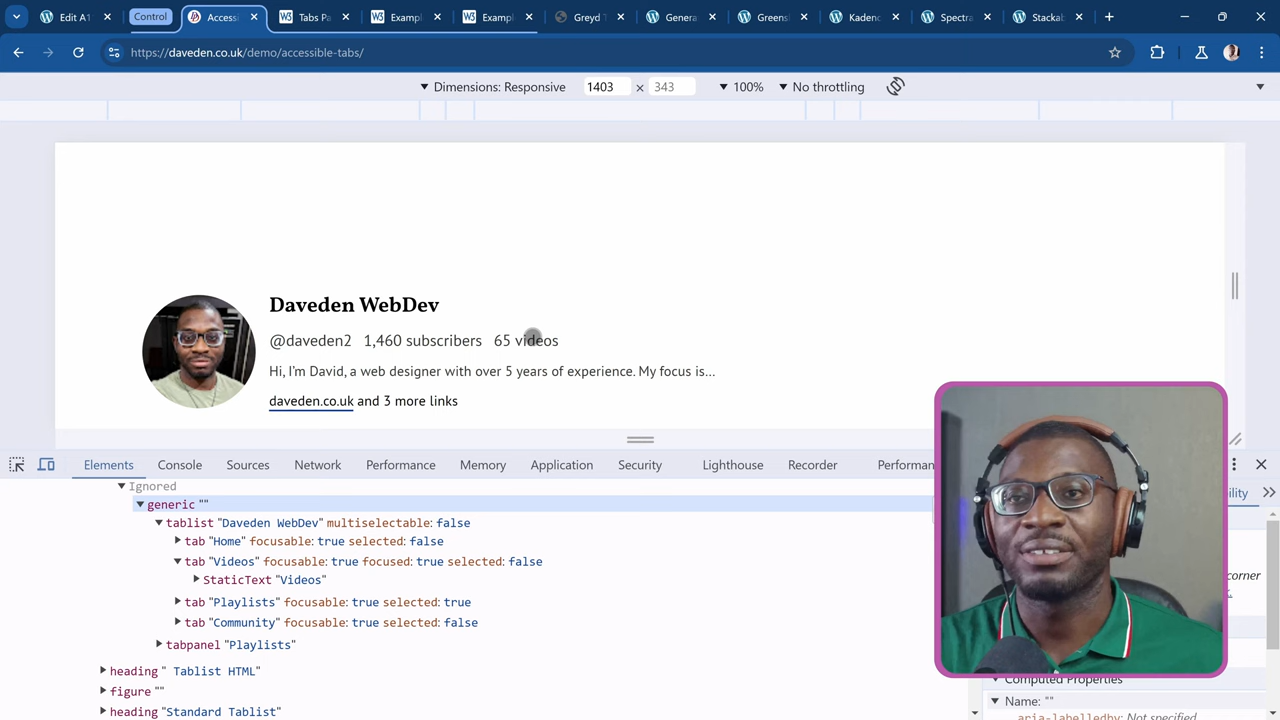 Edit A1
Control
Access
Tabs Pa
Example
Exampl
Greyd T
Genera
Greens
Kadenc
Spectra
Stackab
https://daveden.co.uk/demo/accessible-tabs/
Dimensions: Responsive 1403 × 343 100% No throttling
Daveden WebDev
@daveden2 1,460 subscribers 65 videos
Hi, I'm David, a web designer with over 5 years of experience. My focus is...
daveden.co.uk and 3 more links
Elements Console Sources Network Performance Memory Application Security Lighthouse Recorder Performan
bility
Ignored
generic ""
tablist "Daveden WebDev" multiselectable: false
tab "Home" focusable: true selected: false
tab "Videos" focusable: true focused: true selected: false
StaticText "Videos"
tab "Playlists" focusable: true selected: true
tab "Community" focusable: true selected: false
tabpanel "Playlists"
heading " Tablist HTML"
figure ""
heading "Standard Tablist"
corner
Computed Properties
Name: ""
aria-labelledby: Not specified